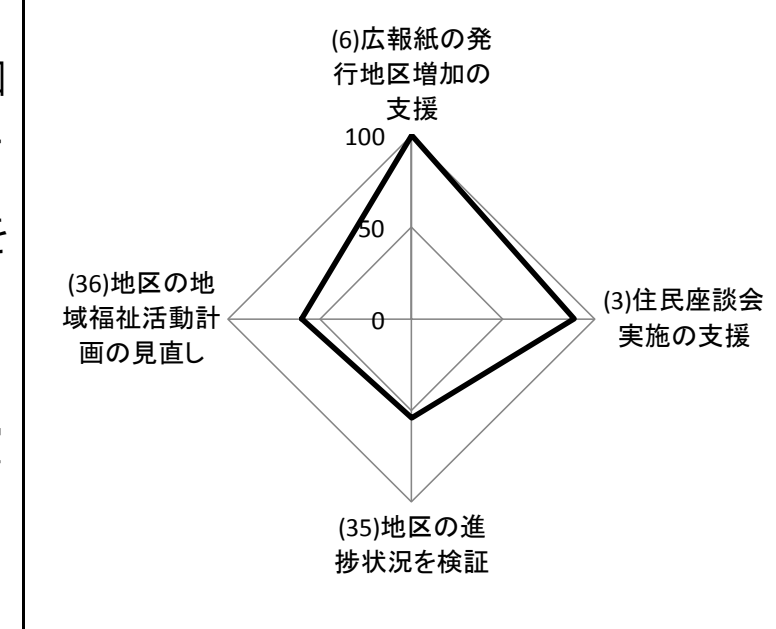 (6)広報紙の発
行地区増加の
支援
100
50
0
(36)地区の地
域福祉活動計
画の見直し
(3)住民座談会
実施の支援
(35)地区の進
捗状況を検証